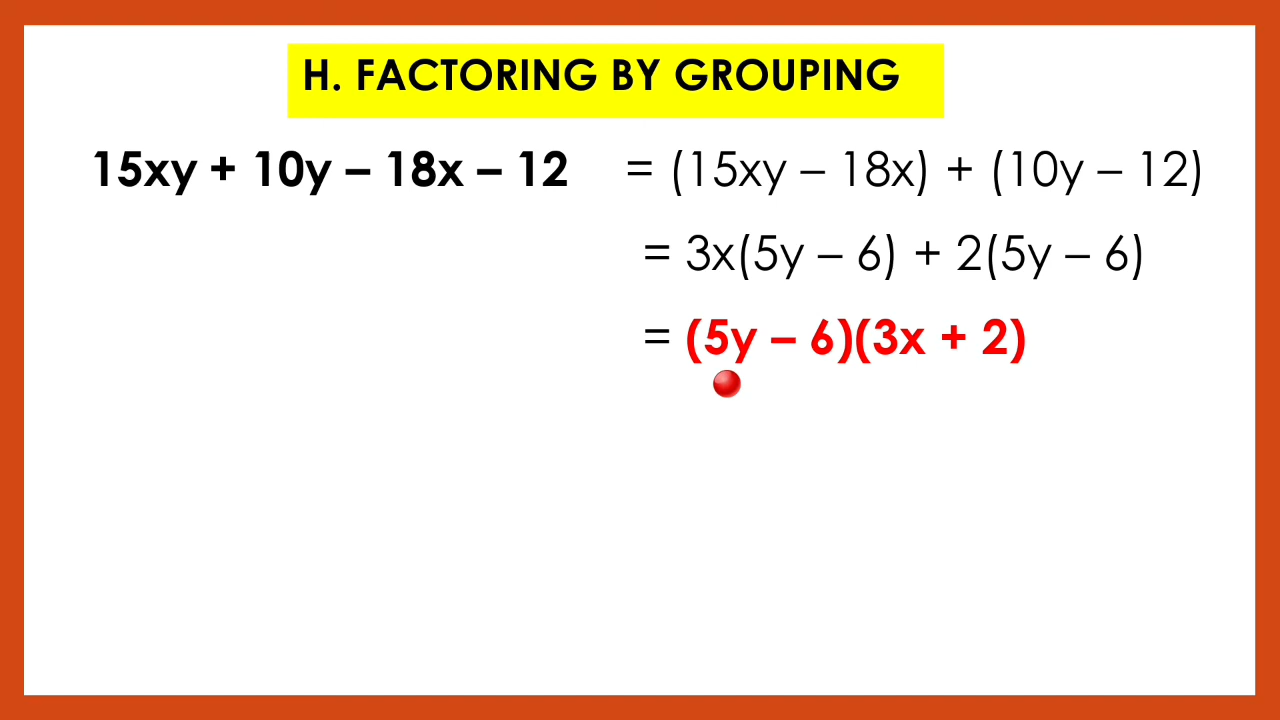 H. FACTORING BY GROUPING
15xy + 10y – 18x – 12 = (15xy – 18x) + (10y – 12)
= 3x(5y – 6) + 2(5y – 6)
= (5y – 6)(3x + 2)